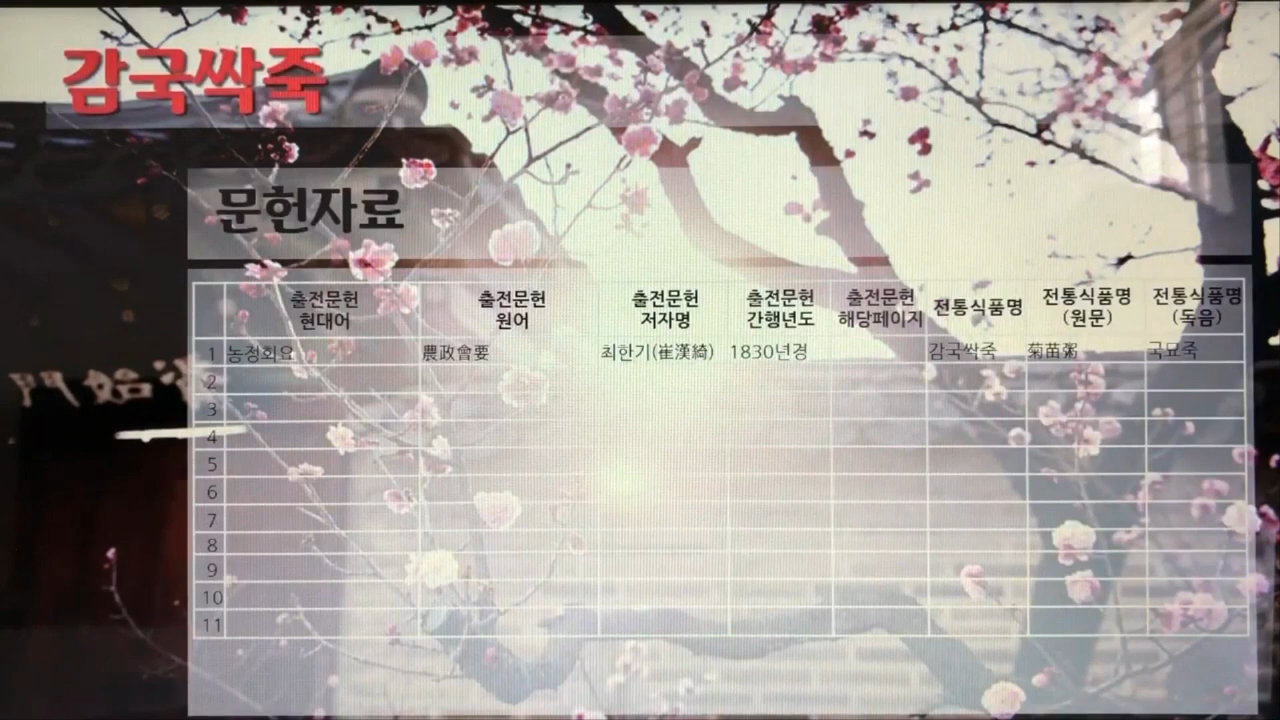 감국싹죽
문헌자료
출전문헌 현대어 출전문헌 원어 출전문헌 저자명 출전문헌 간행년도 출전문헌 해당페이지 전통식품명 전통식품명 (원문) 전통식품명 (독음)
1 농정회요 農政會要 최한기(崔漢綺) 1830년경 감국싹죽 菊苗粥 국묘죽
2
3
4
5
6
7
8
9
10
11